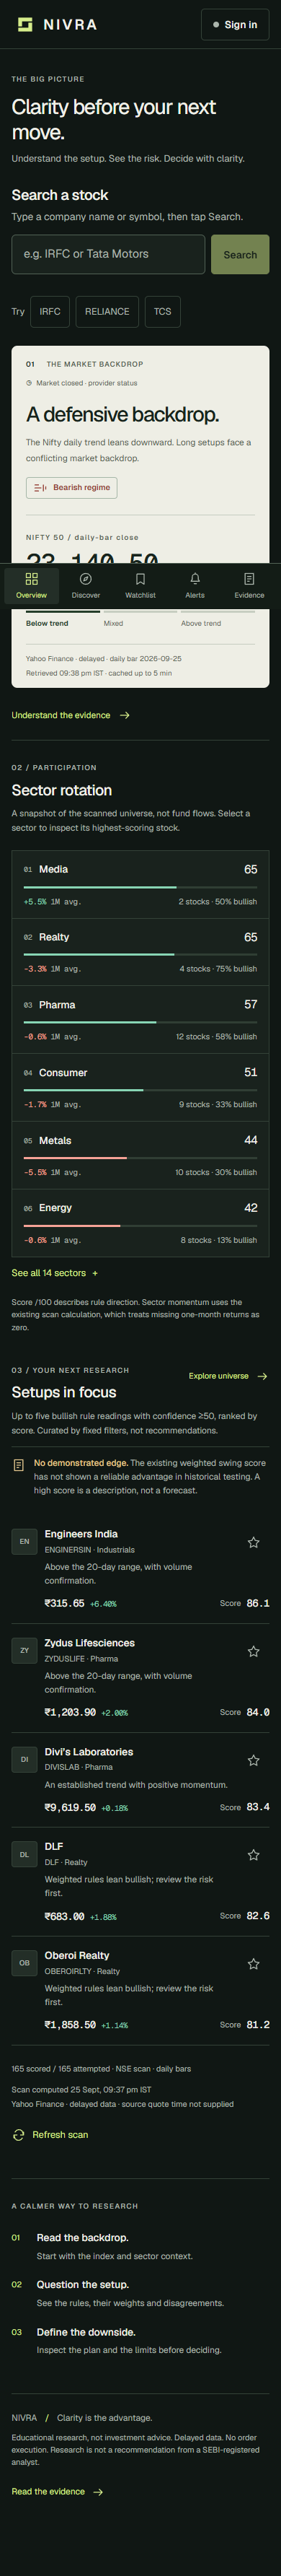 NIVRA
Sign in
THE BIG PICTURE
Clarity before your next
move.
Understand the setup. See the risk. Decide with clarity.
Search a stock
Type a company name or symbol, then tap Search.
e.g. IRFC or Tata Motors
Search
Try
IRFC
RELIANCE
TCS
01 THE MARKET BACKDROP
Market closed · provider status
A defensive backdrop.
The Nifty daily trend leans downward. Long setups face a
conflicting market backdrop.
Bearish regime
NIFTY 50 / daily-bar close
23,140.50
Overview
Discover
Watchlist
Alerts
Evidence
Below trend
Mixed
Above trend
Yahoo Finance · delayed · daily bar 2026-09-25
Retrieved 09:38 pm IST · cached up to 5 min
Understand the evidence →
02 / PARTICIPATION
Sector rotation
A snapshot of the scanned universe, not fund flows. Select a
sector to inspect its highest-scoring stock.
01 Media 65
+5.5% 1M avg. 2 stocks · 50% bullish
02 Realty 65
-3.3% 1M avg. 4 stocks · 75% bullish
03 Pharma 57
-0.6% 1M avg. 12 stocks · 58% bullish
04 Consumer 51
-1.7% 1M avg. 9 stocks · 33% bullish
05 Metals 44
-5.5% 1M avg. 10 stocks · 30% bullish
06 Energy 42
-0.6% 1M avg. 8 stocks · 13% bullish
See all 14 sectors +
Score /100 describes rule direction. Sector momentum uses the
existing scan calculation, which treats missing one-month returns as
zero.
03 / YOUR NEXT RESEARCH
Explore universe →
Setups in focus
Up to five bullish rule readings with confidence ≥50, ranked by
score. Curated by fixed filters, not recommendations.
No demonstrated edge. The existing weighted swing score
has not shown a reliable advantage in historical testing. A
high score is a description, not a forecast.
EN
Engineers India
ENGINERSIN · Industrials
Above the 20-day range, with volume
confirmation.
₹315.65 +6.40% Score 86.1
ZY
Zydus Lifesciences
ZYDUSLIFE · Pharma
Above the 20-day range, with volume
confirmation.
₹1,203.90 +2.00% Score 84.0
DI
Divi's Laboratories
DIVISLAB · Pharma
An established trend with positive momentum.
₹9,619.50 +0.18% Score 83.4
DL
DLF
DLF · Realty
Weighted rules lean bullish; review the risk
first.
₹683.00 +1.88% Score 82.6
OB
Oberoi Realty
OBEROIRLTY · Realty
Weighted rules lean bullish; review the risk
first.
₹1,858.50 +1.14% Score 81.2
165 scored / 165 attempted · NSE scan · daily bars
Scan computed 25 Sept, 09:37 pm IST
Yahoo Finance · delayed data · source quote time not supplied
Refresh scan
A CALMER WAY TO RESEARCH
01 Read the backdrop.
Start with the index and sector context.
02 Question the setup.
See the rules, their weights and disagreements.
03 Define the downside.
Inspect the plan and the limits before deciding.
NIVRA / Clarity is the advantage.
Educational research, not investment advice. Delayed data. No order
execution. Research is not a recommendation from a SEBI-registered
analyst.
Read the evidence →